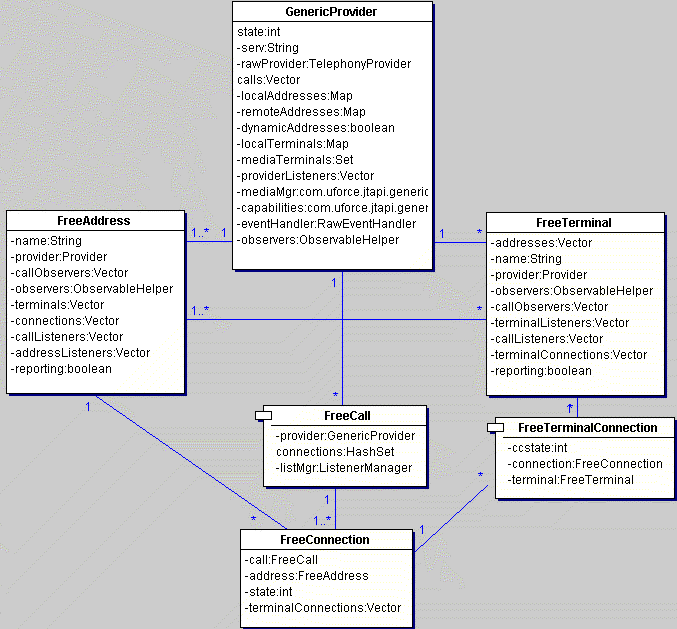 GenericProvider
state:int
-serv:String
-rawProvider:TelephonyProvider
calls:Vector
-localAddresses:Map
-remoteAddresses:Map
-dynamicAddresses:boolean
-localTerminals:Map
-mediaTerminals:Set
-providerListeners:Vector
-mediaMgr:com.uforce.jtapi.generic
-capabilities:com.uforce.jtapi.gener
-eventHandler:RawEventHandler
-observers:ObservableHelper
FreeAddress
-name:String
-provider:Provider
-callObservers:Vector
-observers:ObservableHelper
-terminals:Vector
-connections:Vector
-callListeners:Vector
-addressListeners:Vector
-reporting:boolean
1..* 1
1 *
FreeTerminal
-addresses:Vector
-name:String
-provider:Provider
-observers:ObservableHelper
-callObservers:Vector
-terminalListeners:Vector
-callListeners:Vector
-terminalConnections:Vector
-reporting:boolean
1..* *
1
*
1
*
FreeCall
-provider:GenericProvider
connections:HashSet
-listMgr:ListenerManager
FreeTerminalConnection
-ccstate:int
-connection:FreeConnection
-terminal:FreeTerminal
1
1..*
*
1
*
FreeConnection
-call:FreeCall
-address:FreeAddress
-state:int
-terminalConnections:Vector